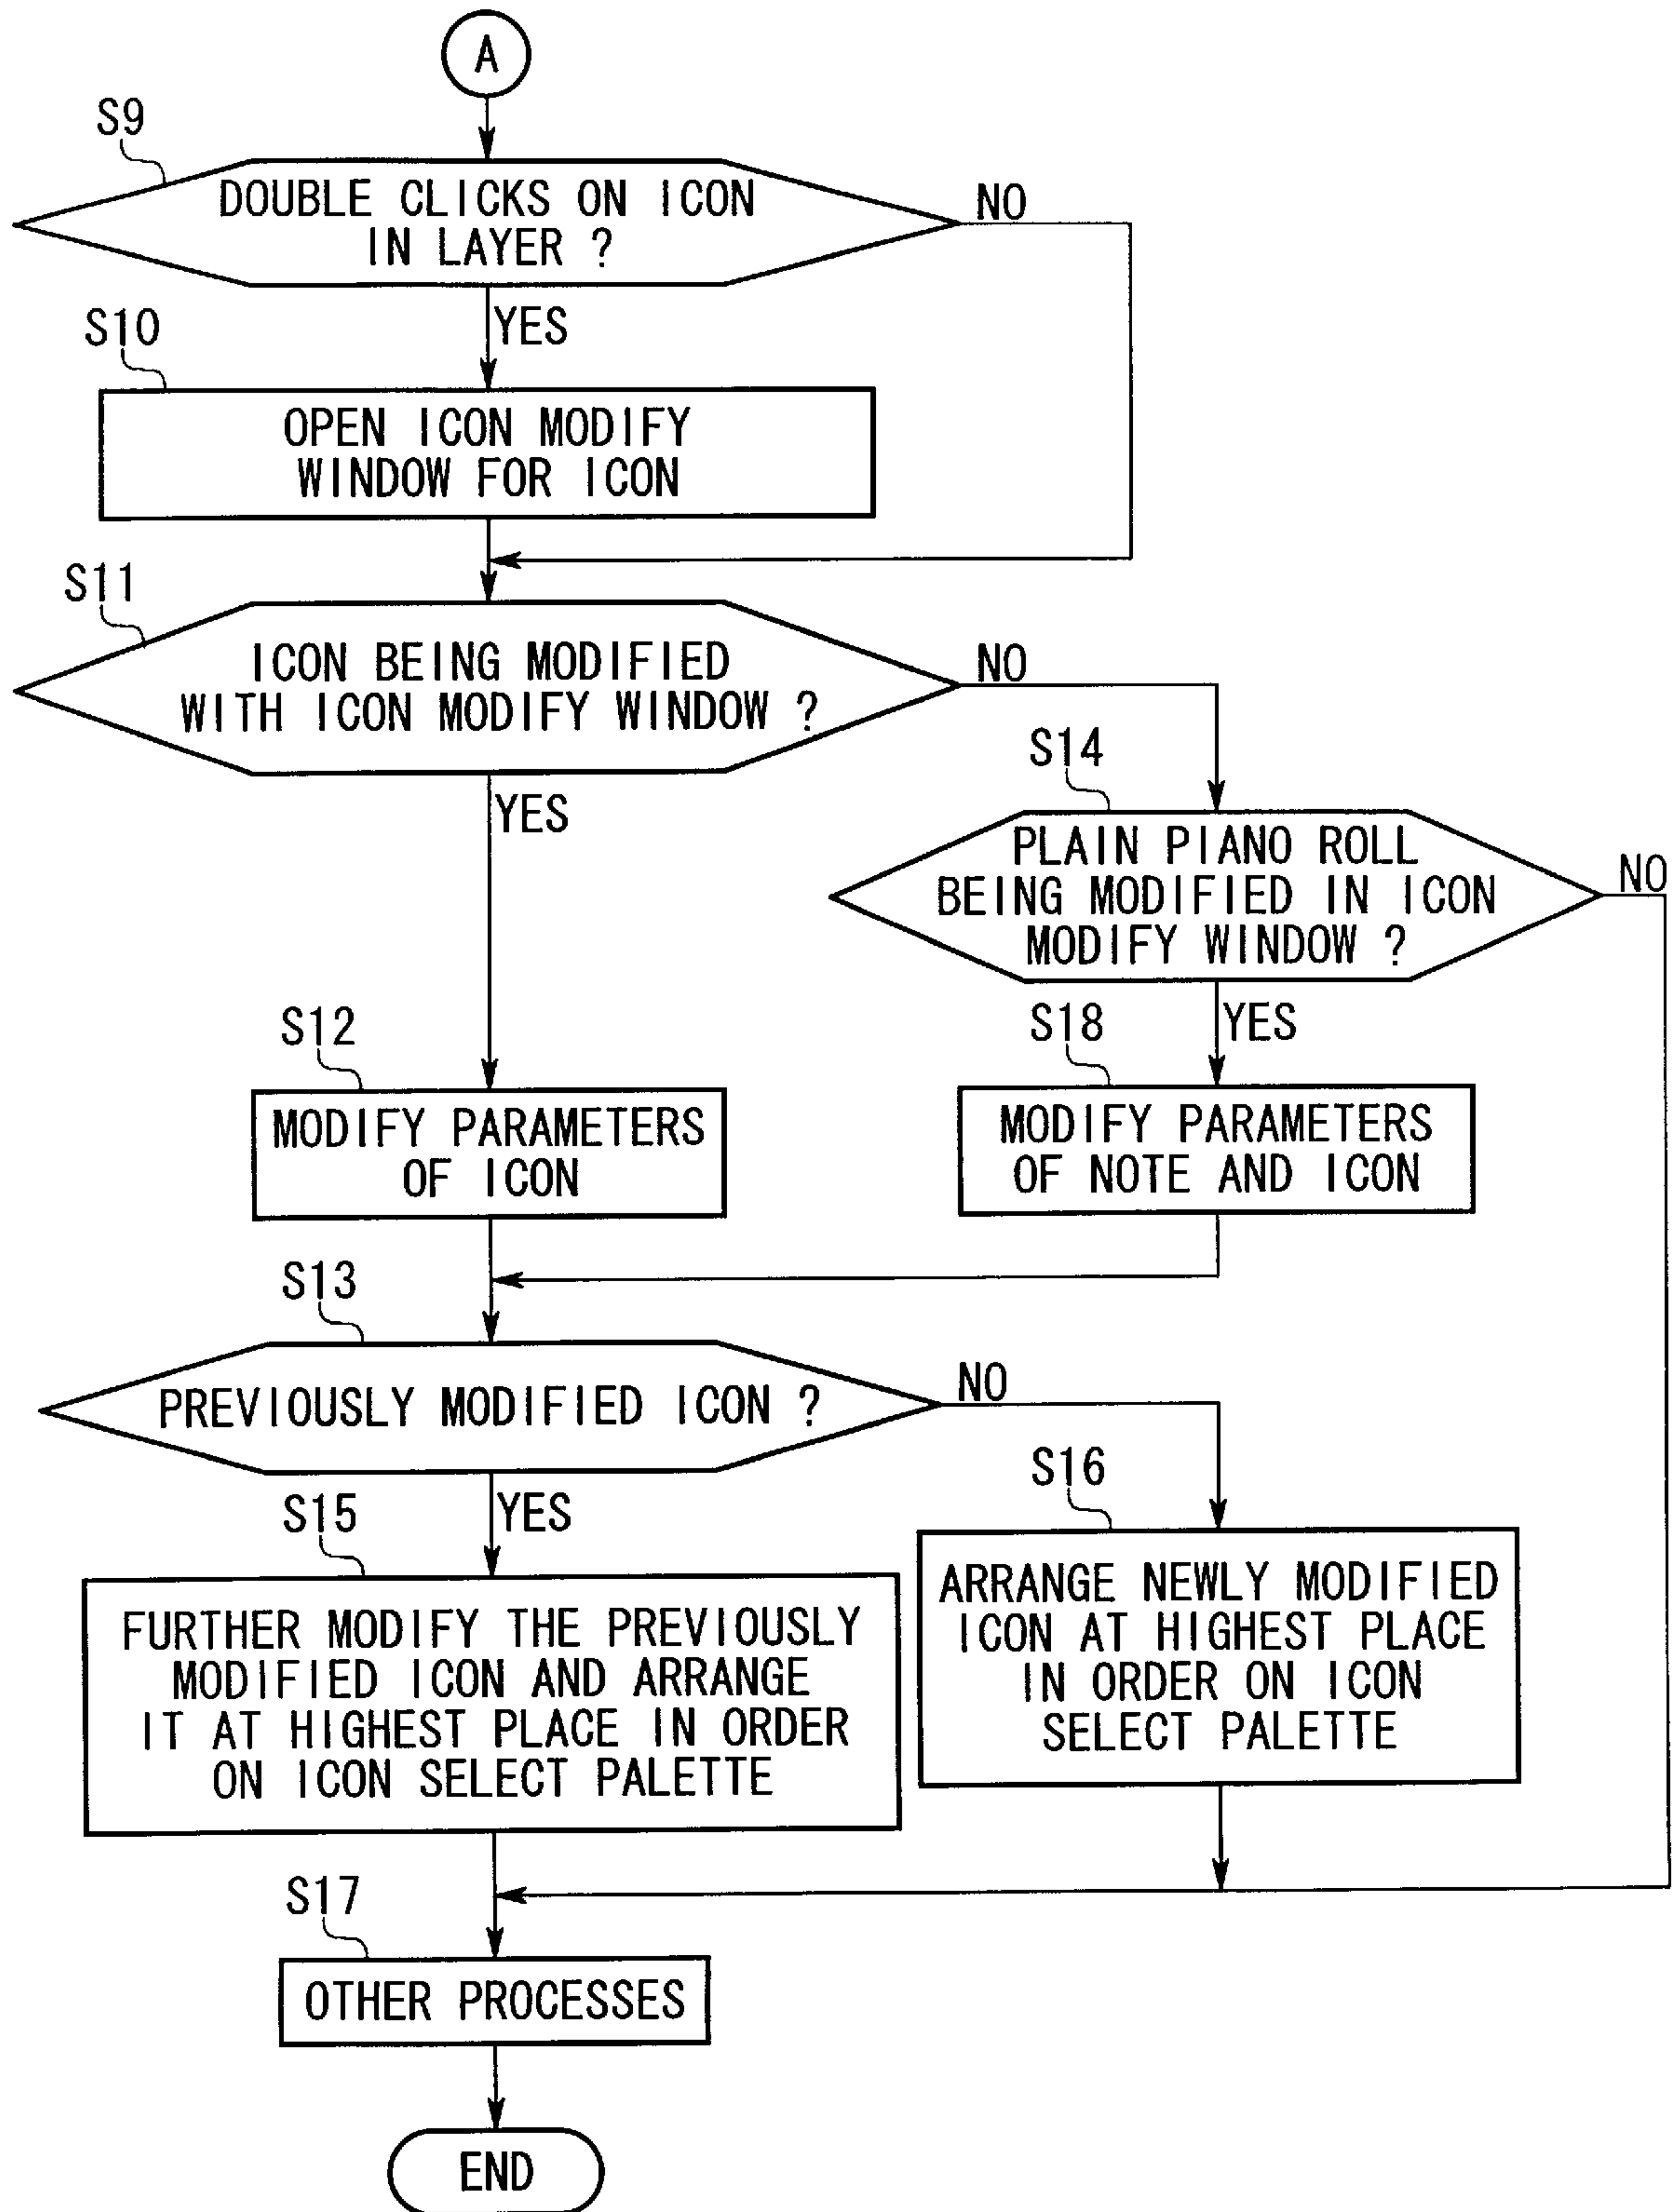 A
S9
DOUBLE CLICKS ON ICON
IN LAYER ?
NO
YES
S10
OPEN ICON MODIFY
WINDOW FOR ICON
S11
ICON BEING MODIFIED
WITH ICON MODIFY WINDOW ?
NO
YES
S14
PLAIN PIANO ROLL
BEING MODIFIED IN ICON
MODIFY WINDOW ?
NO
YES
S12
MODIFY PARAMETERS
OF ICON
S18
MODIFY PARAMETERS
OF NOTE AND ICON
S13
PREVIOUSLY MODIFIED ICON ?
NO
YES
S15
FURTHER MODIFY THE PREVIOUSLY
MODIFIED ICON AND ARRANGE
IT AT HIGHEST PLACE IN ORDER
ON ICON SELECT PALETTE
S16
ARRANGE NEWLY MODIFIED
ICON AT HIGHEST PLACE
IN ORDER ON ICON
SELECT PALETTE
S17
OTHER PROCESSES
END